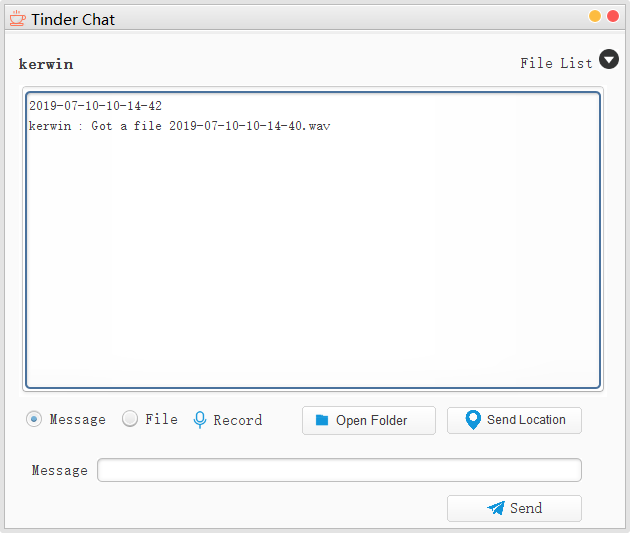 Tinder Chat
kerwin
File List
2019-07-10-10-14-42
kerwin : Got a file 2019-07-10-10-14-40.wav
Message File Record Open Folder Send Location
Message
Send